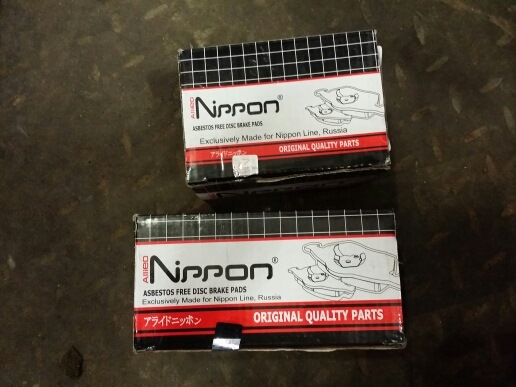 Allied
Nippon®
ASBESTOS FREE DISC BRAKE PADS
Exclusively Made for Nippon Line, Russia
アライドニッポン
ORIGINAL QUALITY PARTS
Allied
Nippon®
ASBESTOS FREE DISC BRAKE PADS
Exclusively Made for Nippon Line, Russia
アライドニッポン
ORIGINAL QUALITY PARTS